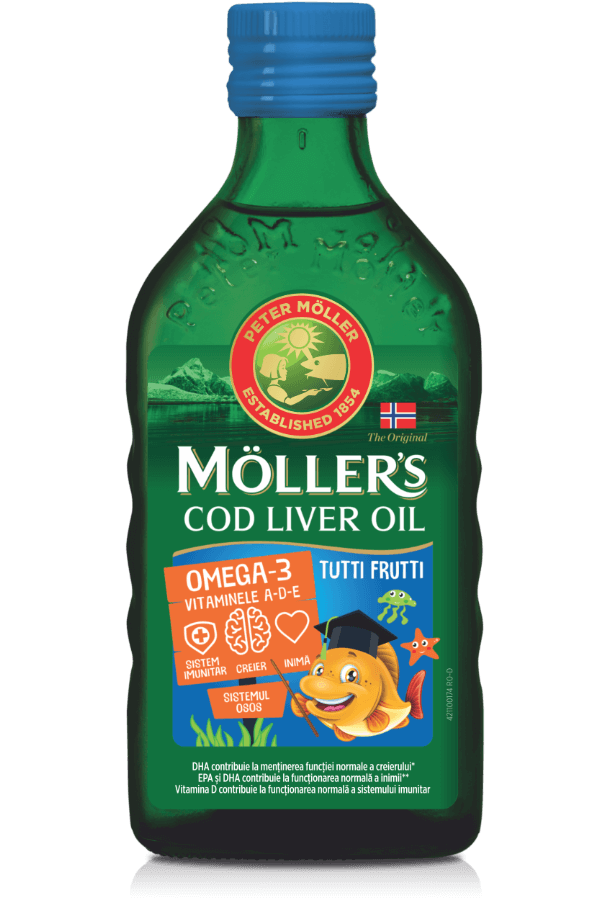 PETER MÖLLER
ESTABLISHED 1854
The Original
MÖLLER'S
COD LIVER OIL
OMEGA-3
VITAMINELE A-D-E
TUTTI FRUTTI
SISTEM
IMUNITAR
CREIER
INIMĂ
SISTEMUL
OSOS
421100174 RO-D
DHA contribuie la menținerea funcției normale a creierului*
EPA și DHA contribuie la funcționarea normală a inimii**
Vitamina D contribuie la funcționarea normală a sistemului imunitar